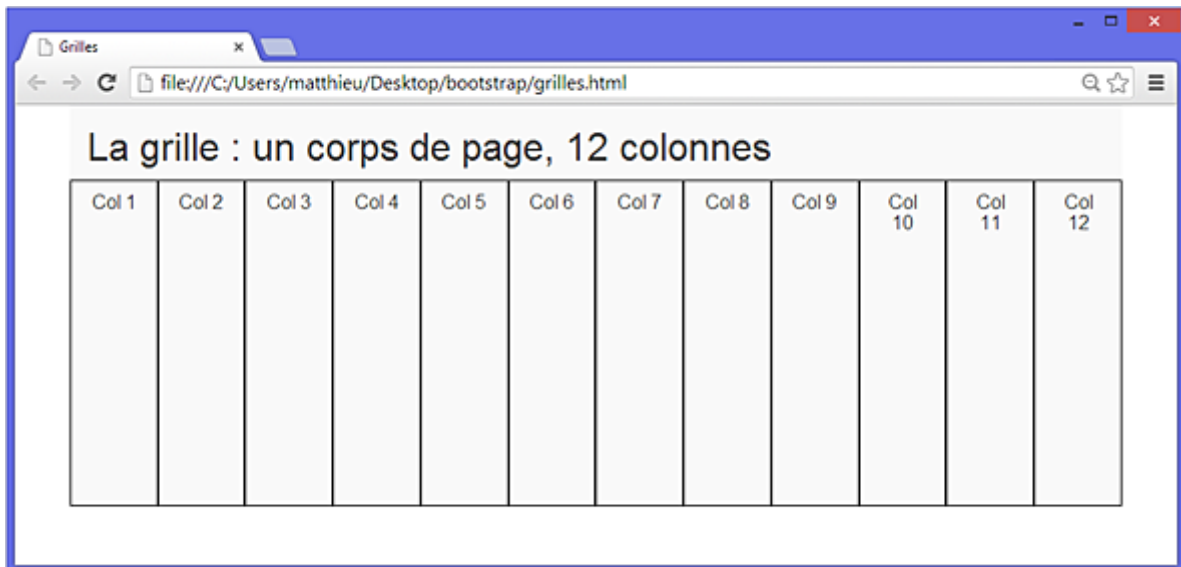 Grilles
file:///C:/Users/matthieu/Desktop/bootstrap/grilles.html
La grille : un corps de page, 12 colonnes
Col 1 Col 2 Col 3 Col 4 Col 5 Col 6 Col 7 Col 8 Col 9 Col 10 Col 11 Col 12